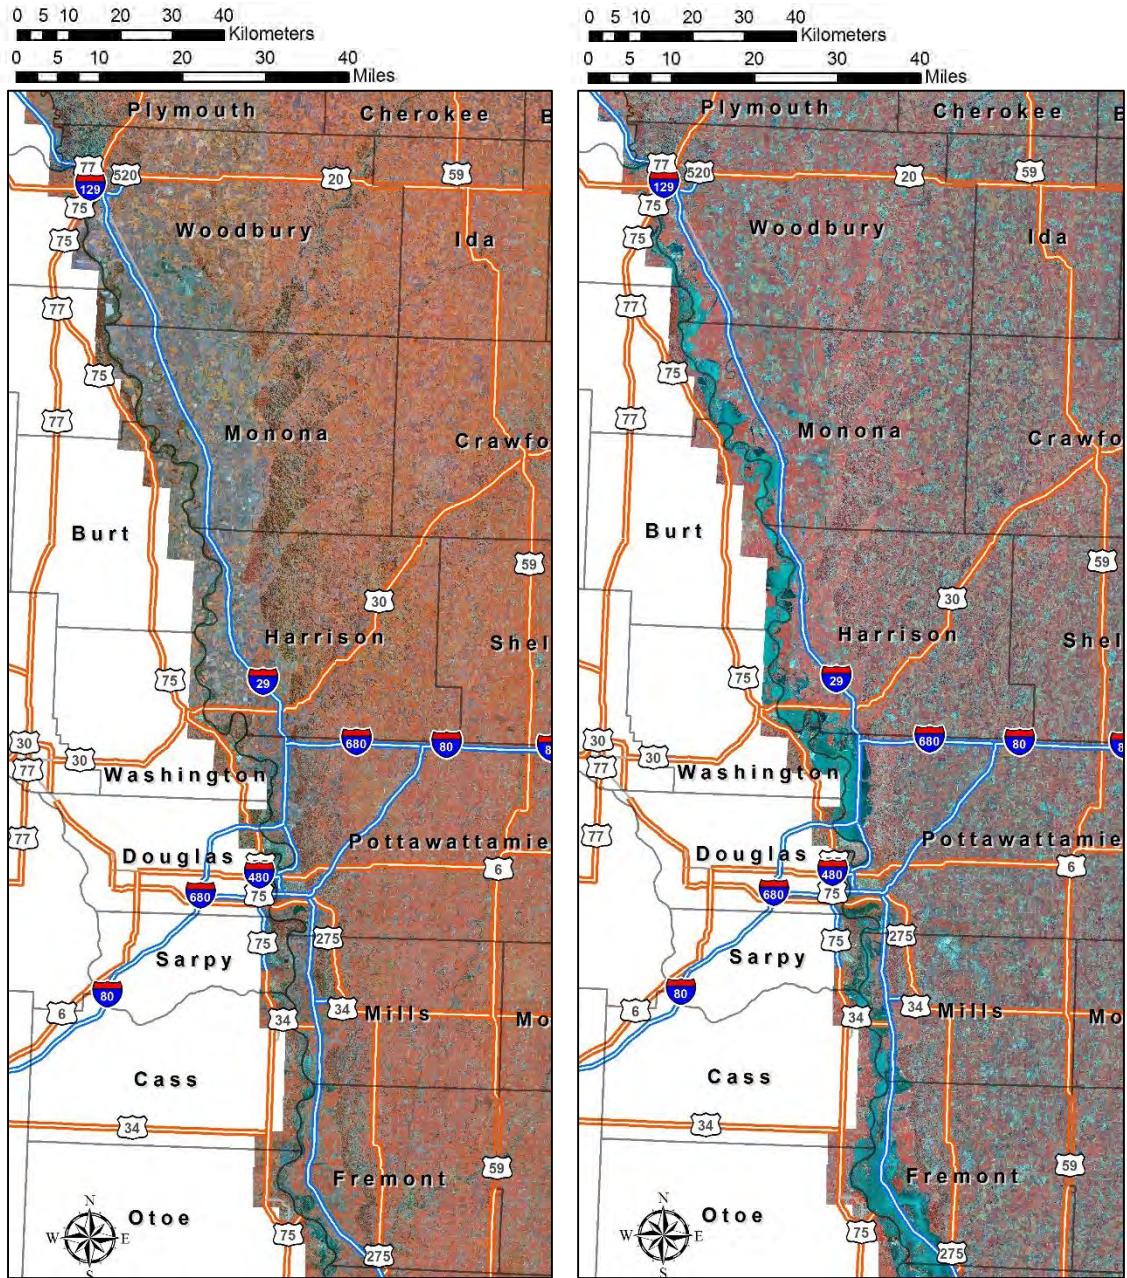 0 5 10 20 30 40
Kilometers
0 5 10 20 30 40
Miles
Plymouth Cherokee B
77
520 20 59
129
75
Woodbury
75 Ida
77
75
77
Monona
Crawfo
Burt
59
30
Harrison
Shel
75 29
30 680 80 8
77 30 Washington
77
Douglas Pottawattamie
480 6
680 75
75 275
Sarpy
80
6 34 34 Mills Mo
Cass
34
59
Fremont
N
Otoe
W E 75
275
S
0 5 10 20 30 40
Kilometers
0 5 10 20 30 40
Miles
Plymouth Cherokee E
77
520 20 59
129
75
Woodbury
75 Ida
77
75
77
Monona
Crawfo
Burt
59
30
Harrison
Shel
75 29
30 680 80 8
77 30 Washington
77
Douglas Pottawattamie
480 6
680 75
75 275
Sarpy
80
6 34 34 Mills Mo
Cass
34
59
Fremont
N
Otoe
W E 75
275
S